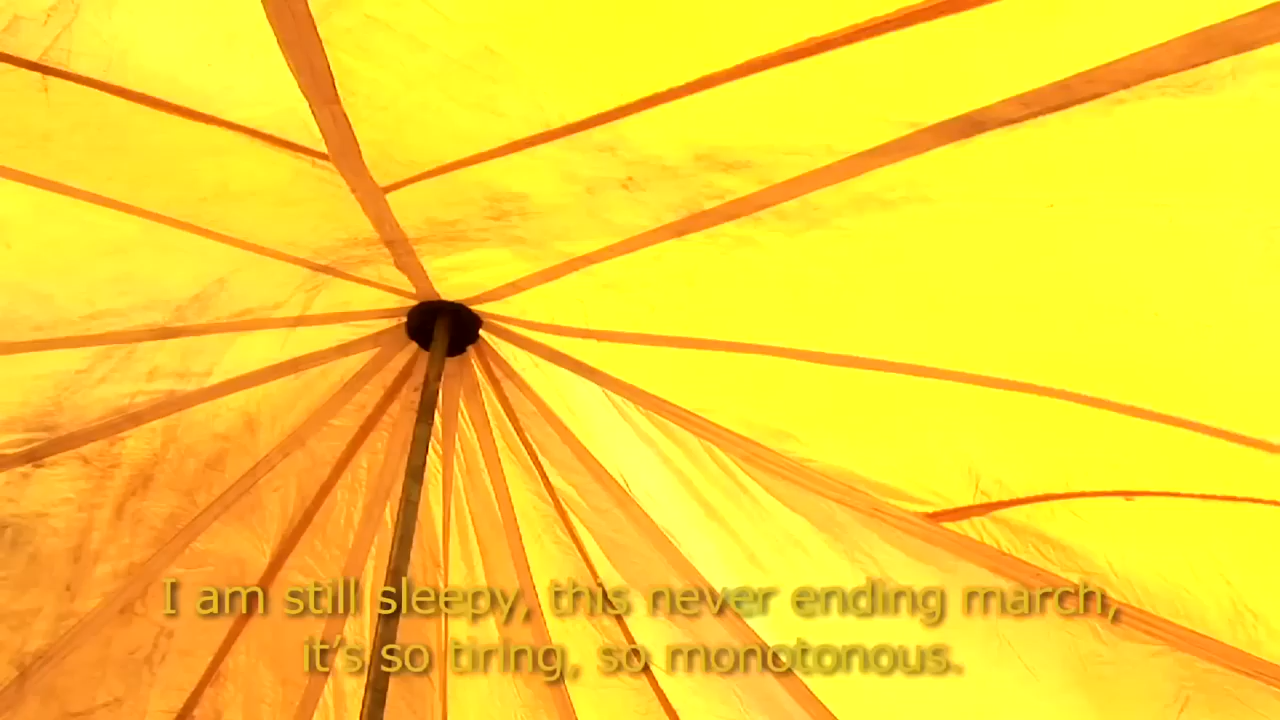 I am still sleepy, this never ending march,
it's so tiring, so monotonous.